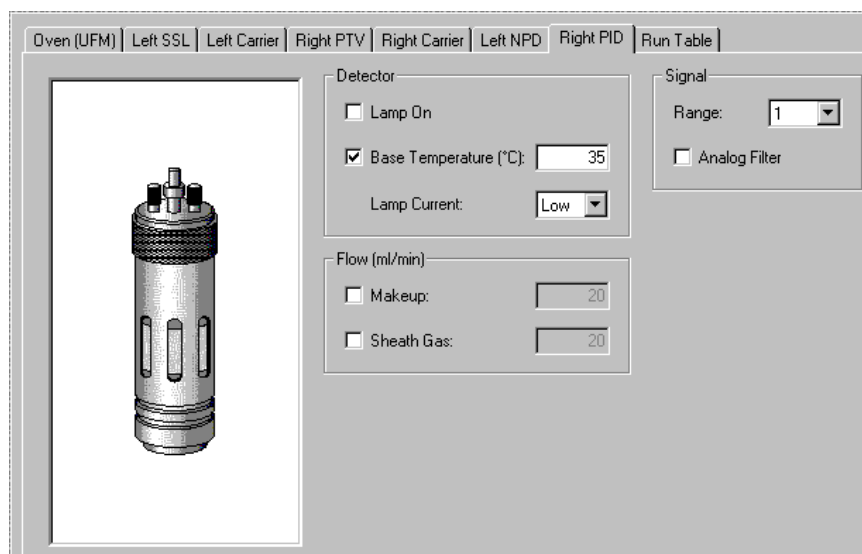 Oven (UFM) Left SSL Left Carrier Right PTV Right Carrier Left NPD Right PID Run Table
Detector
Lamp On
Base Temperature (°C): 35
Lamp Current: Low
Flow (ml/min)
Makeup: 20
Sheath Gas: 20
Signal
Range: 1
Analog Filter